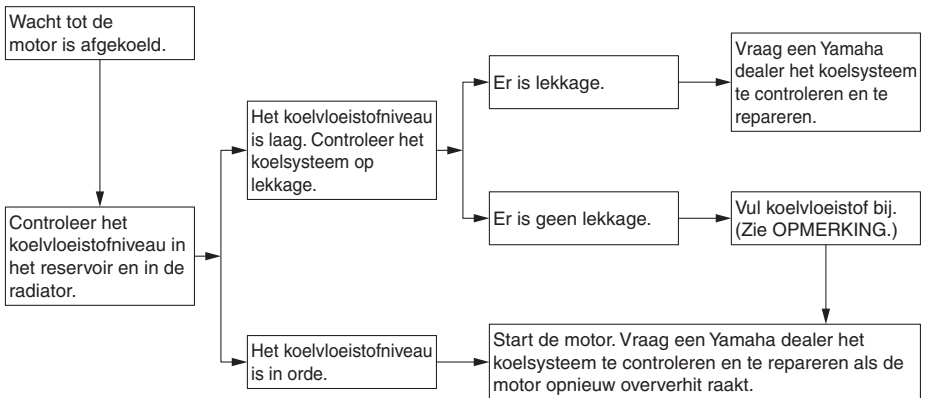 Wacht tot de
motor is afgekoeld.
Controleer het
koelvloeistofniveau in
het reservoir en in de
radiator.
Het koelvloeistofniveau
is laag. Controleer het
koelsysteem op
lekkage.
Er is lekkage.
Vraag een Yamaha
dealer het koelsysteem
te controleren en te
repareren.
Er is geen lekkage.
Vul koelvloeistof bij.
(Zie OPMERKING.)
Het koelvloeistofniveau
is in orde.
Start de motor. Vraag een Yamaha dealer het
koelsysteem te controleren en te repareren als de
motor opnieuw oververhit raakt.